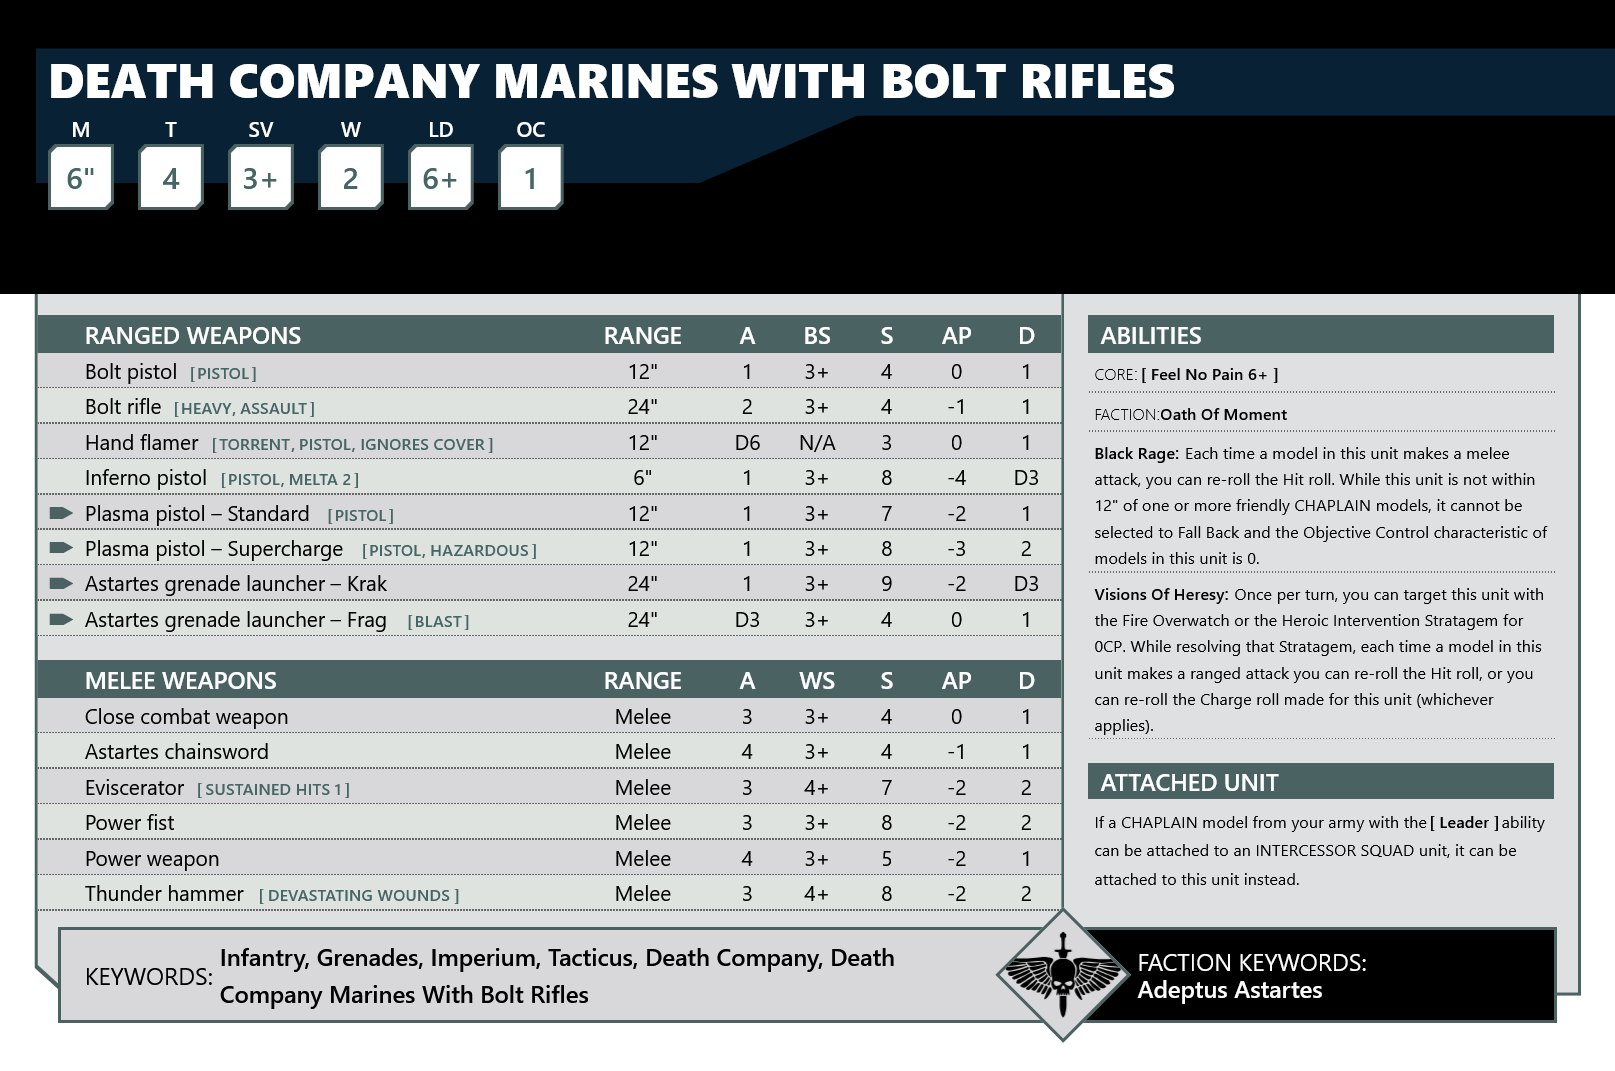 DEATH COMPANY MARINES WITH BOLT RIFLES
M T SV W LD OC
6" 4 3+ 2 6+ 1
RANGED WEAPONS RANGE A BS S AP D
Bolt pistol [PISTOL] 12" 1 3+ 4 0 1
Bolt rifle [HEAVY, ASSAULT] 24" 2 3+ 4 -1 1
Hand flamer [TORRENT, PISTOL, IGNORES COVER] 12" D6 N/A 3 0 1
Inferno pistol [PISTOL, MELTA 2] 6" 1 3+ 8 -4 D3
Plasma pistol – Standard [PISTOL] 12" 1 3+ 7 -2 1
Plasma pistol – Supercharge [PISTOL, HAZARDOUS] 12" 1 3+ 8 -3 2
Astartes grenade launcher – Krak 24" 1 3+ 9 -2 D3
Astartes grenade launcher – Frag [BLAST] 24" D3 3+ 4 0 1
MELEE WEAPONS RANGE A WS S AP D
Close combat weapon Melee 3 3+ 4 0 1
Astartes chainsword Melee 4 3+ 4 -1 1
Eviscerator [SUSTAINED HITS 1] Melee 3 4+ 7 -2 2
Power fist Melee 3 3+ 8 -2 2
Power weapon Melee 4 3+ 5 -2 1
Thunder hammer [DEVASTATING WOUNDS] Melee 3 4+ 8 -2 2
ABILITIES
CORE: [ Feel No Pain 6+ ]
FACTION:Oath Of Moment
Black Rage: Each time a model in this unit makes a melee
attack, you can re-roll the Hit roll. While this unit is not within
12" of one or more friendly CHAPLAIN models, it cannot be
selected to Fall Back and the Objective Control characteristic of
models in this unit is 0.
Visions Of Heresy: Once per turn, you can target this unit with
the Fire Overwatch or the Heroic Intervention Stratagem for
0CP. While resolving that Stratagem, each time a model in this
unit makes a ranged attack you can re-roll the Hit roll, or you
can re-roll the Charge roll made for this unit (whichever
applies).
ATTACHED UNIT
If a CHAPLAIN model from your army with the [ Leader ] ability
can be attached to an INTERCESSOR SQUAD unit, it can be
attached to this unit instead.
KEYWORDS: Infantry, Grenades, Imperium, Tacticus, Death Company, Death
Company Marines With Bolt Rifles
FACTION KEYWORDS:
Adeptus Astartes